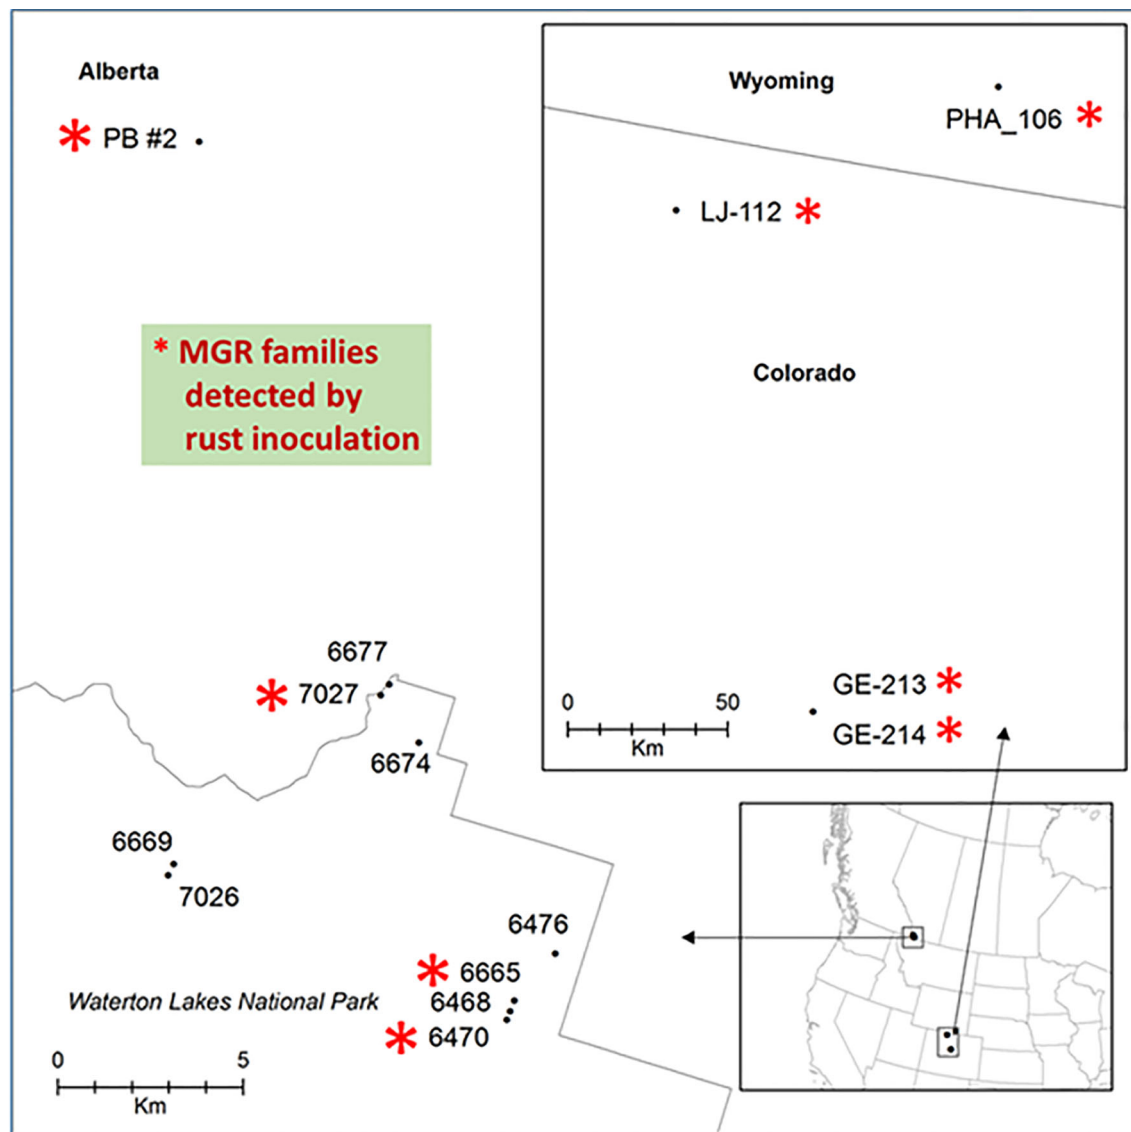 Alberta
* PB #2
Wyoming
PHA_106 *
LJ-112 *
* MGR families
detected by
rust inoculation
Colorado
6677
* 7027
6674
GE-213 *
GE-214 *
0 50
Km
6669
7026
6476
* 6665
Waterton Lakes National Park
6468
* 6470
0 5
Km